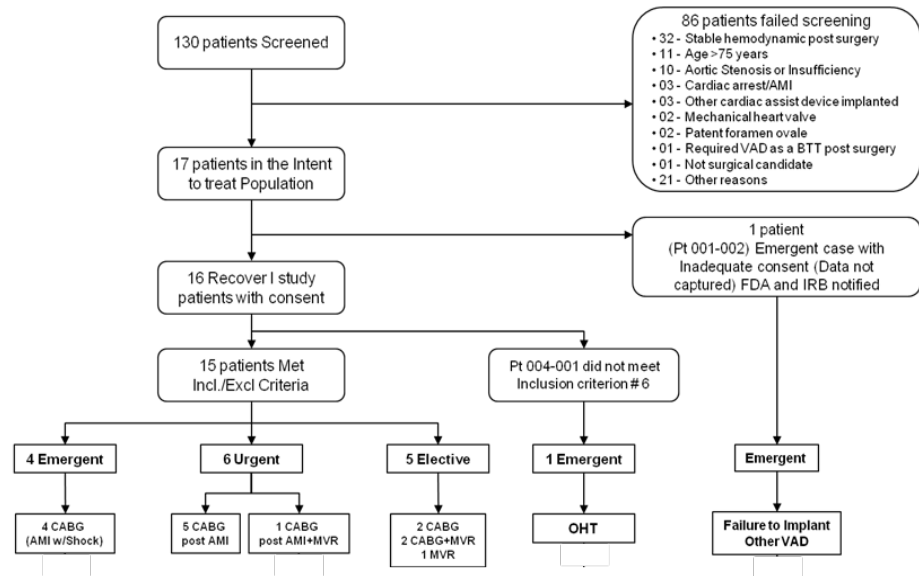 130 patients Screened
86 patients failed screening
• 32 - Stable hemodynamic post surgery
• 11 - Age >75 years
• 10 - Aortic Stenosis or Insufficiency
• 03 - Cardiac arrest/AMI
• 03 - Other cardiac assist device implanted
• 02 - Mechanical heart valve
• 02 - Patent foramen ovale
• 01 - Required VAD as a BTT post surgery
• 01 - Not surgical candidate
• 21 - Other reasons
17 patients in the Intent
to treat Population
1 patient
(Pt 001-002) Emergent case with
Inadequate consent (Data not
captured) FDA and IRB notified
16 Recover I study
patients with consent
15 patients Met
Incl./Excl Criteria
Pt 004-001 did not meet
Inclusion criterion # 6
4 Emergent
6 Urgent
5 Elective
1 Emergent
Emergent
4 CABG
(AMI w/Shock)
5 CABG
post AMI
1 CABG
post AMI+MVR
2 CABG
2 CABG+MVR
1 MVR
OHT
Failure to Implant
Other VAD